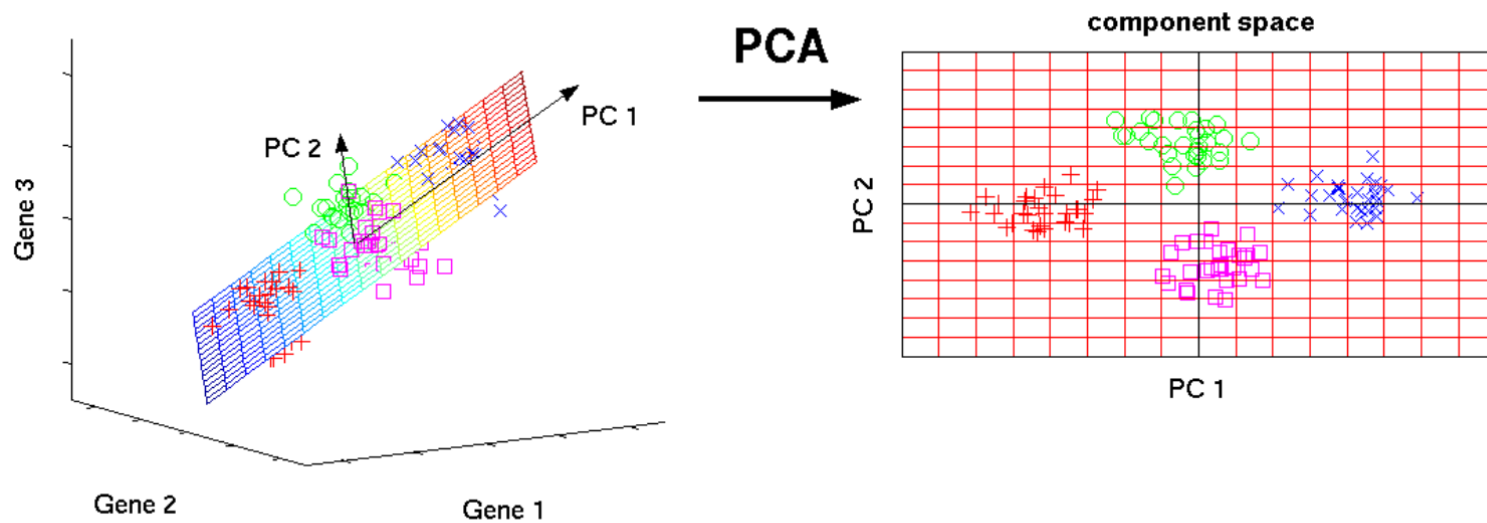 component space
PCA
PC 1
PC 2
Gene 3
PC 2
PC 1
Gene 2
Gene 1